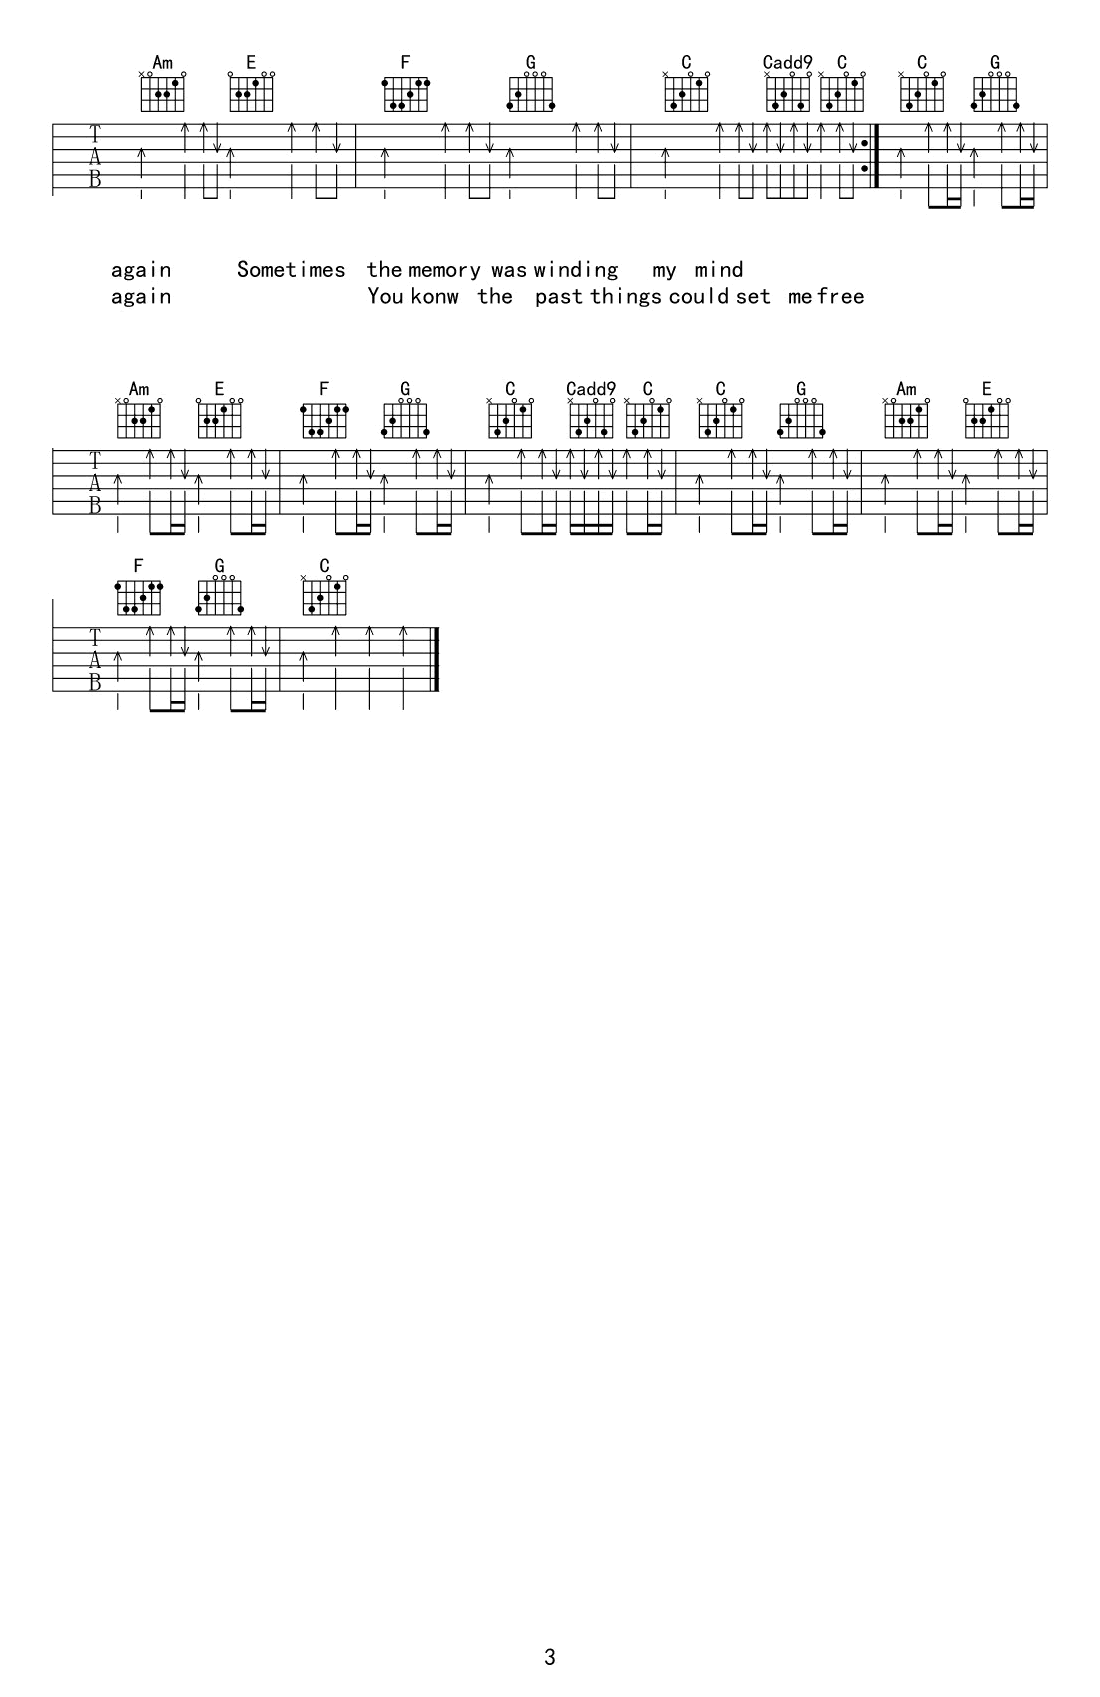 Am E F G C Cadd9 C C G
T
A
B
again Sometimes the memory was winding my mind
again You konw the past things could set me free
Am E F G C Cadd9 C C G Am E
T
A
B
F G C
T
A
B
3